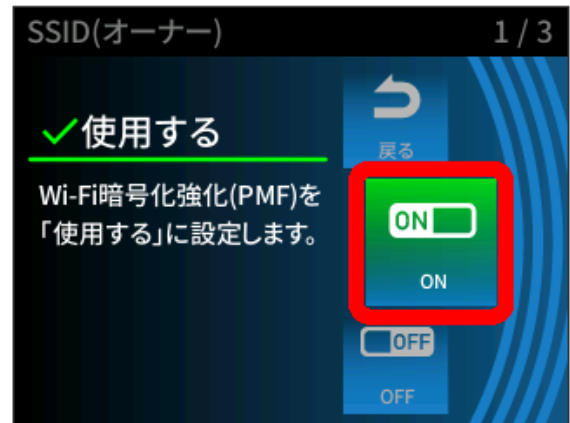 SSID(オーナー)
1 / 3
使用する
戻る
Wi-Fi暗号化強化(PMF)を
「使用する」に設定します。
ON
ON
OFF
OFF